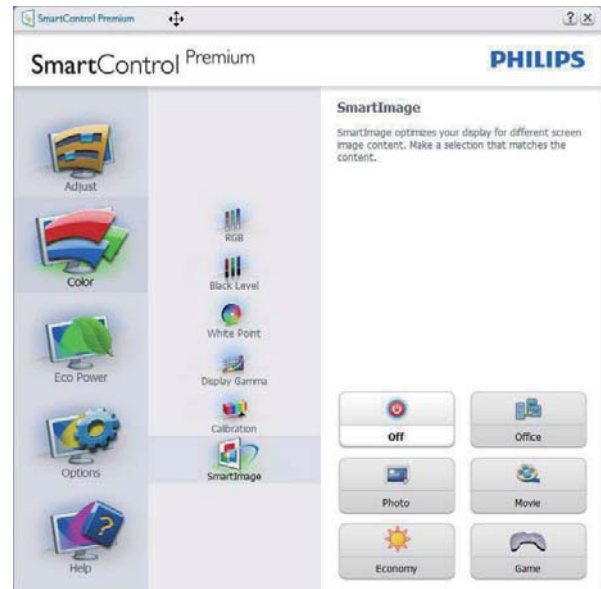 SmartControl Premium
SmartControl Premium
PHILIPS
Adjust
Color
Eco Power
Options
Help
RGB
Black Level
White Point
Display Gamma
Calibration
SmartImage
SmartImage
SmartImage optimizes your display for different screen
image content. Make a selection that matches the
content.
Off
Office
Photo
Movie
Economy
Game